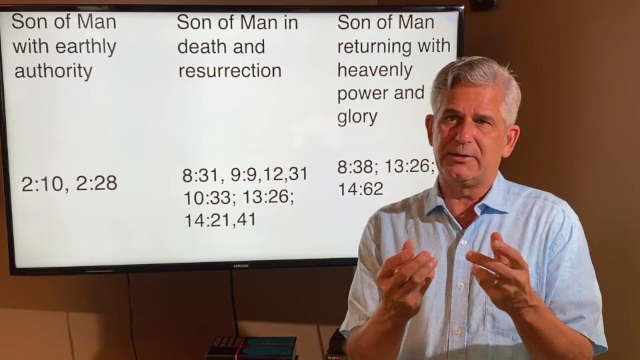 Son of Man
with earthly
authority
Son of Man in
death and
resurrection
Son of Man
returning with
heavenly
power and
glory
2:10, 2:28
8:31, 9:9,12,31
10:33; 13:26;
14:21,41
8:38; 13:26;
14:62
SAMSUNG